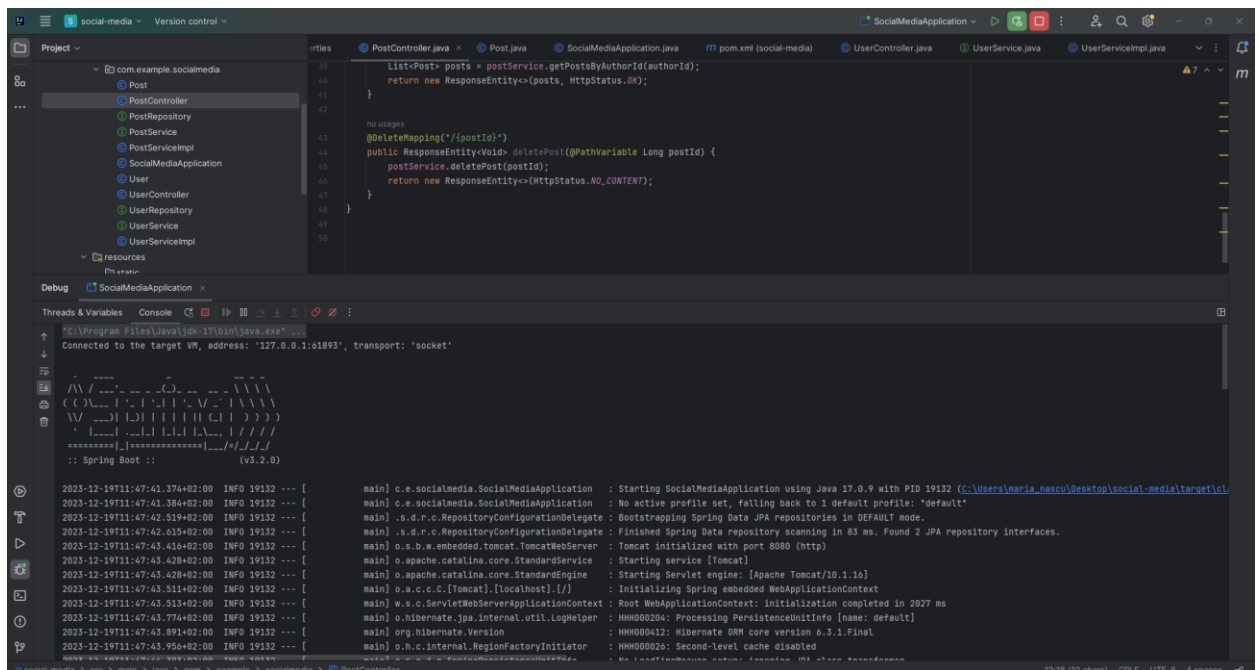 S social-media Version control SocialMediaApplication
Project
rties PostController.java Post.java SocialMediaApplication.java pom.xml (social-media) UserController.java UserService.java UserServiceImpl.java
com.example.socialmedia
Post
PostController
PostRepository
PostService
PostServiceImpl
SocialMediaApplication
User
UserController
UserRepository
UserService
UserServiceImpl
resources
static
39 List<Post> posts = postService.getPostsByAuthorId(authorId);
40 return new ResponseEntity<>(posts, HttpStatus.OK);
41 }
42
no usages
43 @DeleteMapping("/{postId}")
44 public ResponseEntity<Void> deletePost(@PathVariable Long postId) {
45 postService.deletePost(postId);
46 return new ResponseEntity<>(HttpStatus.NO_CONTENT);
47 }
48 }
49
50
7
m
Debug SocialMediaApplication
Threads & Variables Console
"C:\Program Files\Java\jdk-17\bin\java.exe" ...
Connected to the target VM, address: '127.0.0.1:61893', transport: 'socket'
:: Spring Boot :: (v3.2.0)
2023-12-19T11:47:41.374+02:00 INFO 19132 --- [ main] c.e.socialmedia.SocialMediaApplication : Starting SocialMediaApplication using Java 17.0.9 with PID 19132 (C:\Users\maria_nascu\Desktop\social-media\target\cl
2023-12-19T11:47:41.384+02:00 INFO 19132 --- [ main] c.e.socialmedia.SocialMediaApplication : No active profile set, falling back to 1 default profile: "default"
2023-12-19T11:47:42.519+02:00 INFO 19132 --- [ main] .s.d.r.c.RepositoryConfigurationDelegate : Bootstrapping Spring Data JPA repositories in DEFAULT mode.
2023-12-19T11:47:42.615+02:00 INFO 19132 --- [ main] .s.d.r.c.RepositoryConfigurationDelegate : Finished Spring Data repository scanning in 83 ms. Found 2 JPA repository interfaces.
2023-12-19T11:47:43.416+02:00 INFO 19132 --- [ main] o.s.b.w.embedded.tomcat.TomcatWebServer : Tomcat initialized with port 8080 (http)
2023-12-19T11:47:43.428+02:00 INFO 19132 --- [ main] o.apache.catalina.core.StandardService : Starting service [Tomcat]
2023-12-19T11:47:43.428+02:00 INFO 19132 --- [ main] o.apache.catalina.core.StandardEngine : Starting Servlet engine: [Apache Tomcat/10.1.16]
2023-12-19T11:47:43.511+02:00 INFO 19132 --- [ main] o.a.c.c.C.[Tomcat].[localhost].[/] : Initializing Spring embedded WebApplicationContext
2023-12-19T11:47:43.513+02:00 INFO 19132 --- [ main] w.s.c.ServletWebServerApplicationContext : Root WebApplicationContext: initialization completed in 2027 ms
2023-12-19T11:47:43.774+02:00 INFO 19132 --- [ main] o.hibernate.jpa.internal.util.LogHelper : HHH000204: Processing PersistenceUnitInfo [name: default]
2023-12-19T11:47:43.891+02:00 INFO 19132 --- [ main] org.hibernate.Version : HHH000412: Hibernate ORM core version 6.3.1.Final
2023-12-19T11:47:43.956+02:00 INFO 19132 --- [ main] o.h.c.internal.RegionFactoryInitiator : HHH000026: Second-level cache disabled